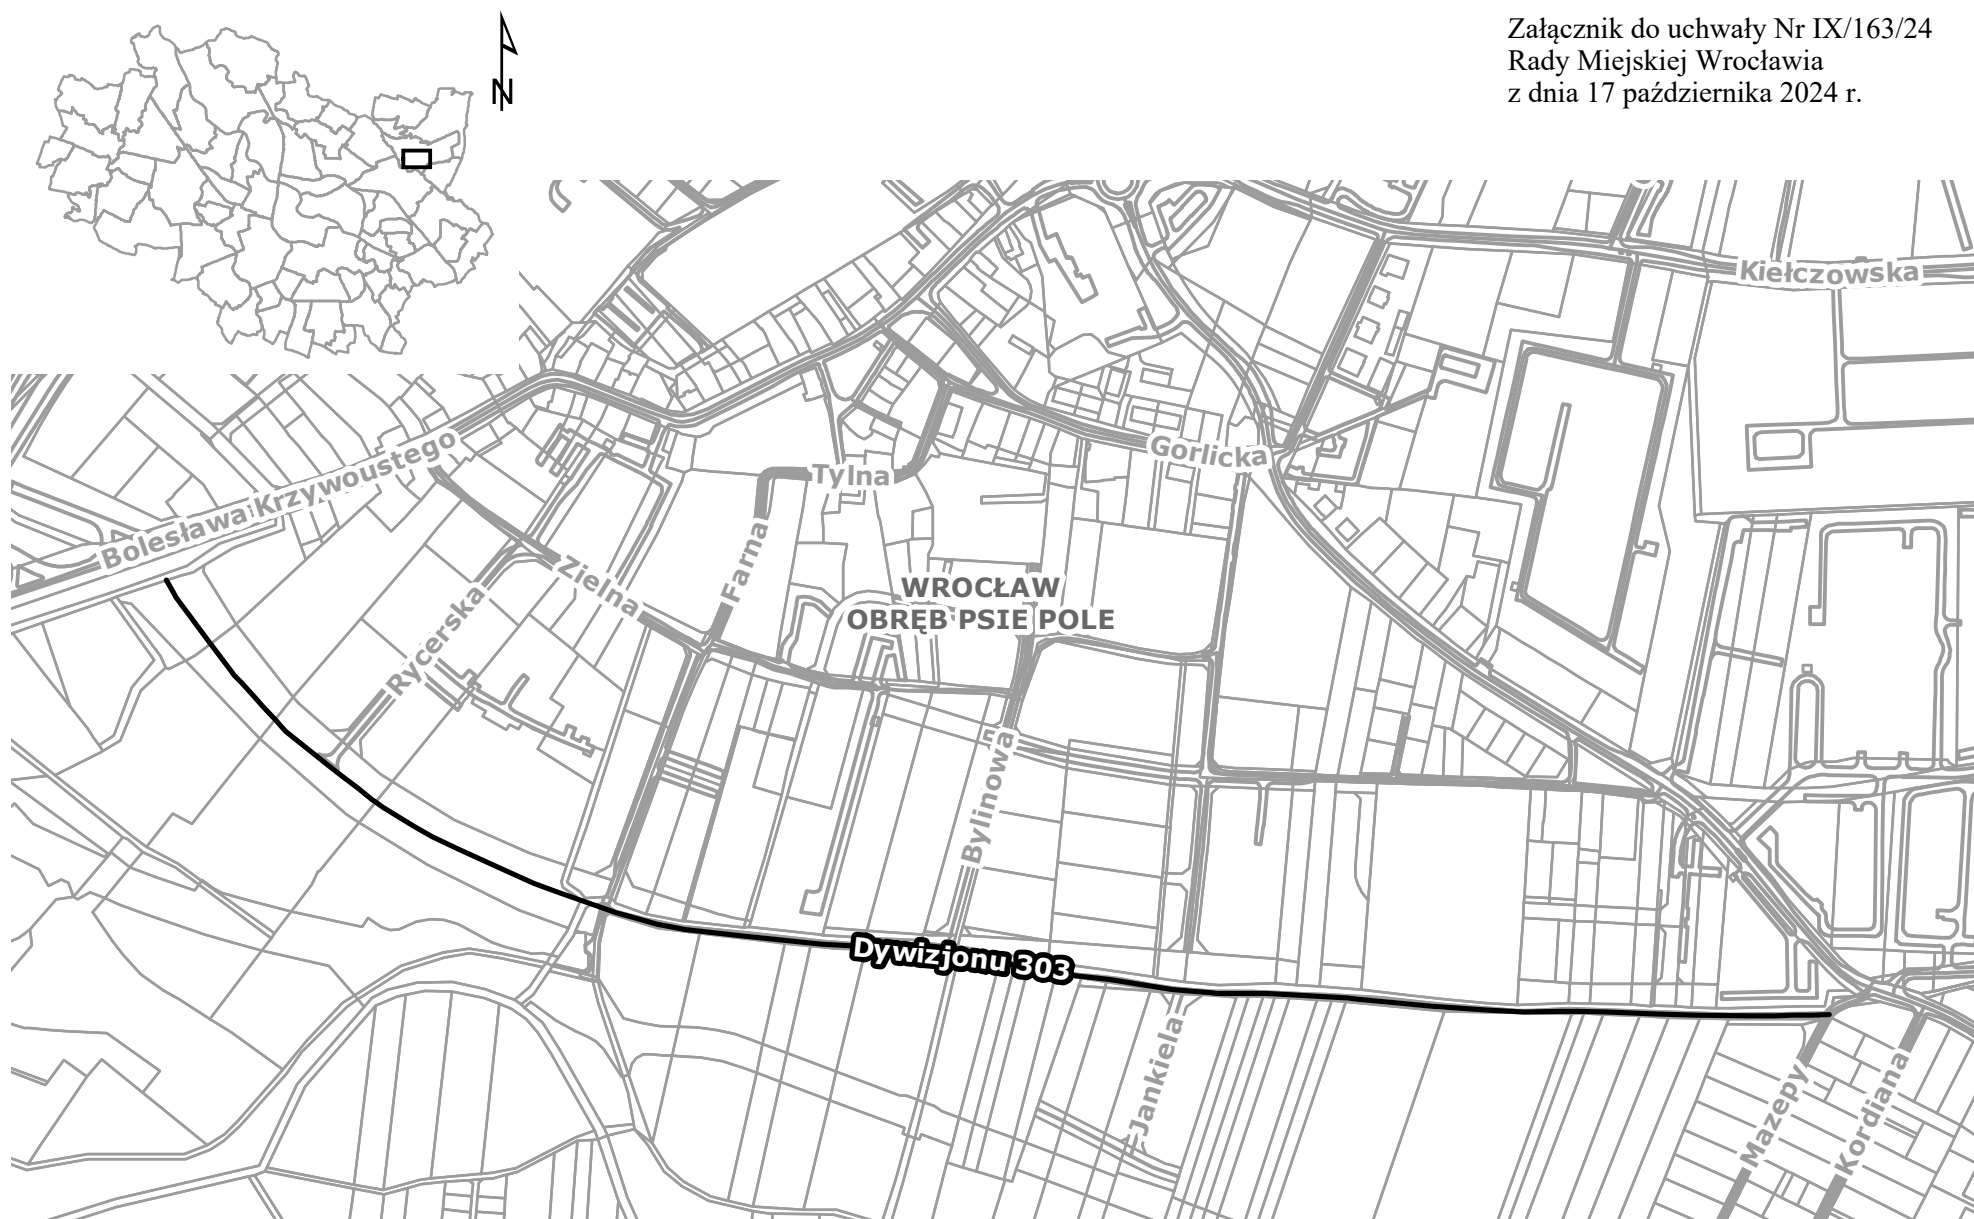 Załącznik do uchwały Nr IX/163/24
Rady Miejskiej Wrocławia
z dnia 17 października 2024 r.
N
Kiełczowska
Bolesława Krzywoustego
Gorlicka
Tylna
Farna
Zielna
Rycerska
WROCŁAW
OBRĘB PSIE POLE
Bylinowa
Dywizjonu 303
Jankiela
Mazepy
Kordiana